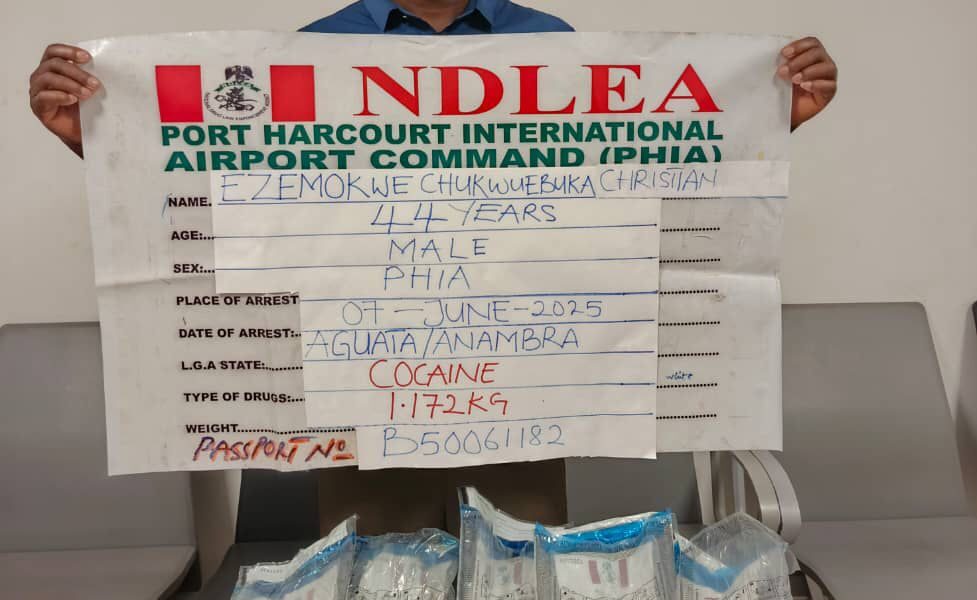 NDLEA
PORT HARCOURT INTERNATIONAL
AIRPORT COMMAND (PHIA)
NAME. EZEMOKWE CHUKWUEBUKA CHRISTIAN
AGE:... 44 YEARS
SEX:... MALE
PLACE OF ARREST PHIA
DATE OF ARREST:.. 07-JUNE-2025
L.G.A STATE:......... AGUATA/ANAMBRA
TYPE OF DRUGS:... COCAINE
WEIGHT............................. 1.172KG
PASSPORT NO B50061182